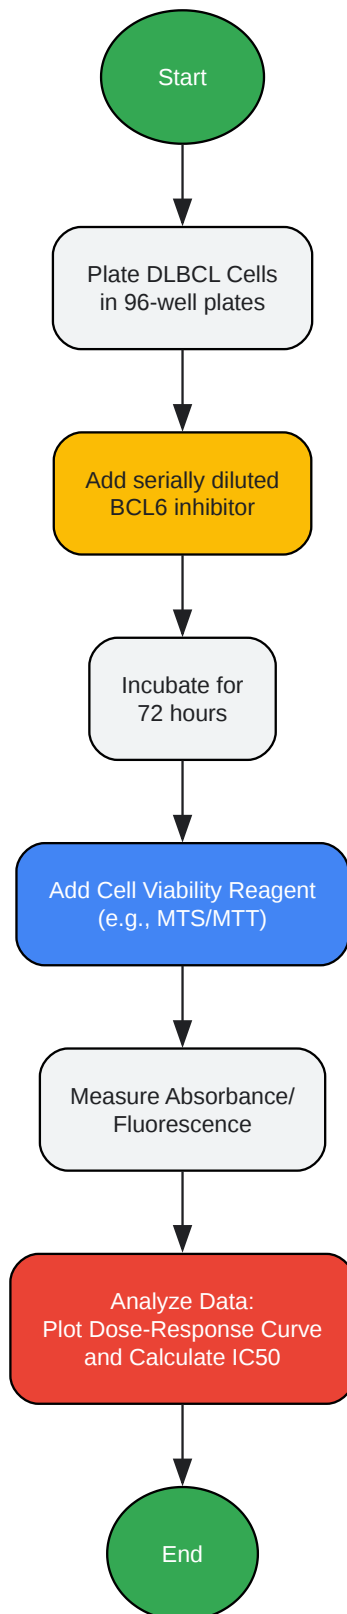 Start
Plate DLBCL Cells
in 96-well plates
Add serially diluted
BCL6 inhibitor
Incubate for
72 hours
Add Cell Viability Reagent
(e.g., MTS/MTT)
Measure Absorbance/
Fluorescence
Analyze Data:
Plot Dose-Response Curve
and Calculate IC50
End